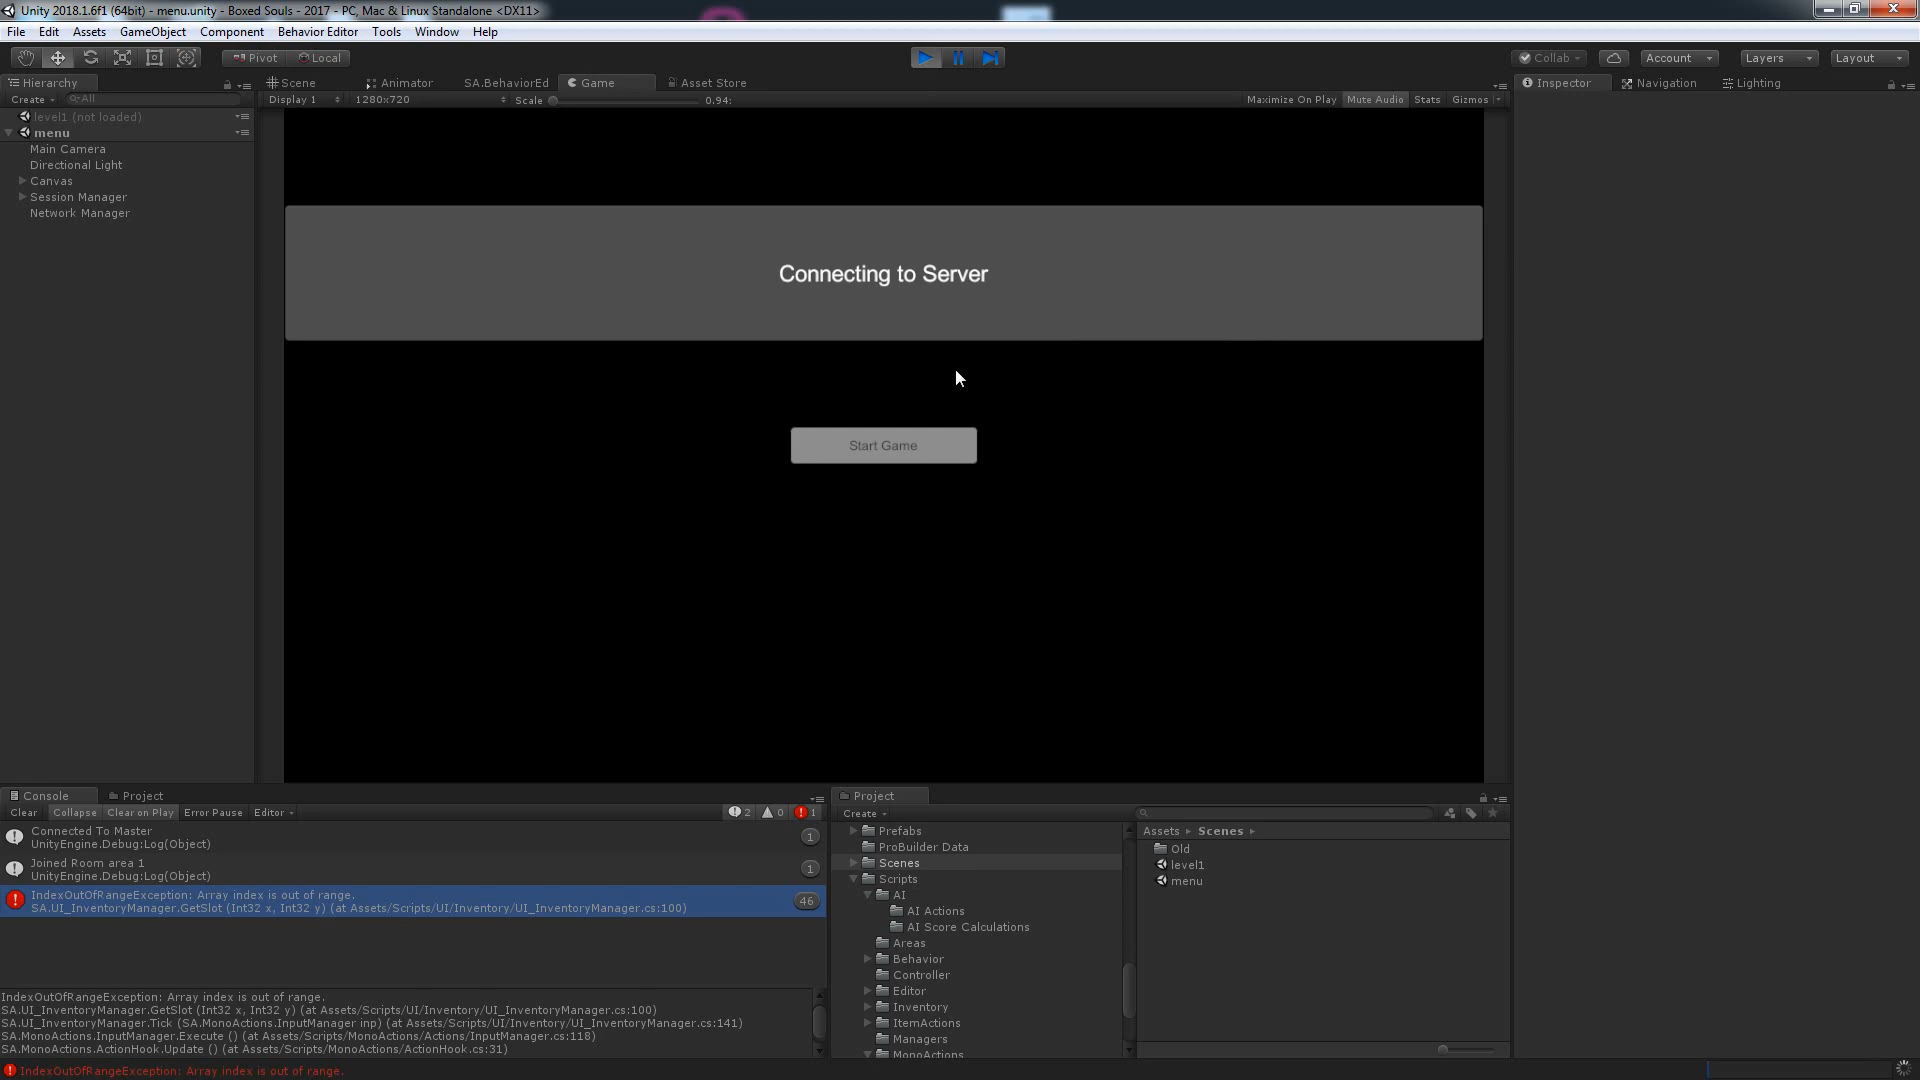 Unity 2018.1.6f1 (64bit) - menu.unity - Boxed Souls - 2017 - PC, Mac & Linux Standalone <DX11>
File Edit Assets GameObject Component Behavior Editor Tools Window Help
Pivot Local Collab Account Layers Layout
Hierarchy Scene Animator SA.BehaviorEd Game Asset Store Inspector Navigation Lighting
Create All Display 1 1280x720 Scale 0.94: Maximize On Play Mute Audio Stats Gizmos
level1 (not loaded)
menu
Main Camera
Directional Light
Canvas
Session Manager
Network Manager
Connecting to Server
Start Game
Console Project
Clear Collapse Clear on Play Error Pause Editor 2 0 1
Connected To Master
UnityEngine.Debug:Log(Object)
1
Joined Room area 1
UnityEngine.Debug:Log(Object)
1
IndexOutOfRangeException: Array index is out of range.
SA.UI_InventoryManager.GetSlot (Int32 x, Int32 y) (at Assets/Scripts/UI/Inventory/UI_InventoryManager.cs:100)
46
IndexOutOfRangeException: Array index is out of range.
SA.UI_InventoryManager.GetSlot (Int32 x, Int32 y) (at Assets/Scripts/UI/Inventory/UI_InventoryManager.cs:100)
SA.UI_InventoryManager.Tick (SA.MonoActions.InputManager inp) (at Assets/Scripts/UI/Inventory/UI_InventoryManager.cs:141)
SA.MonoActions.InputManager.Execute () (at Assets/Scripts/MonoActions/InputManager.cs:118)
SA.MonoActions.ActionHook.Update () (at Assets/Scripts/MonoActions/ActionHook.cs:31)
IndexOutOfRangeException: Array index is out of range.
Project
Create
Prefabs
ProBuilder Data
Scenes
Scripts
AI
AI Actions
AI Score Calculations
Areas
Behavior
Controller
Editor
Inventory
ItemActions
Managers
MonoActions
Assets Scenes
Old
level1
menu